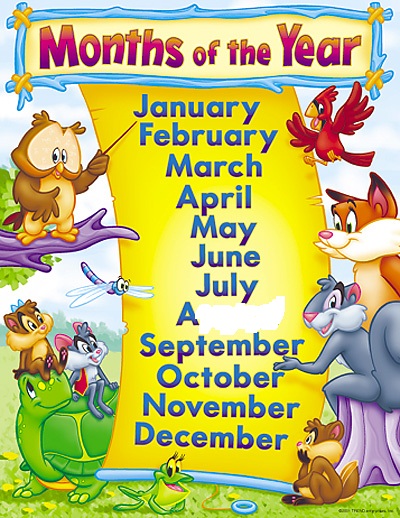 Months of the Year
January
February
March
April
May
June
July
A
September
October
November
December